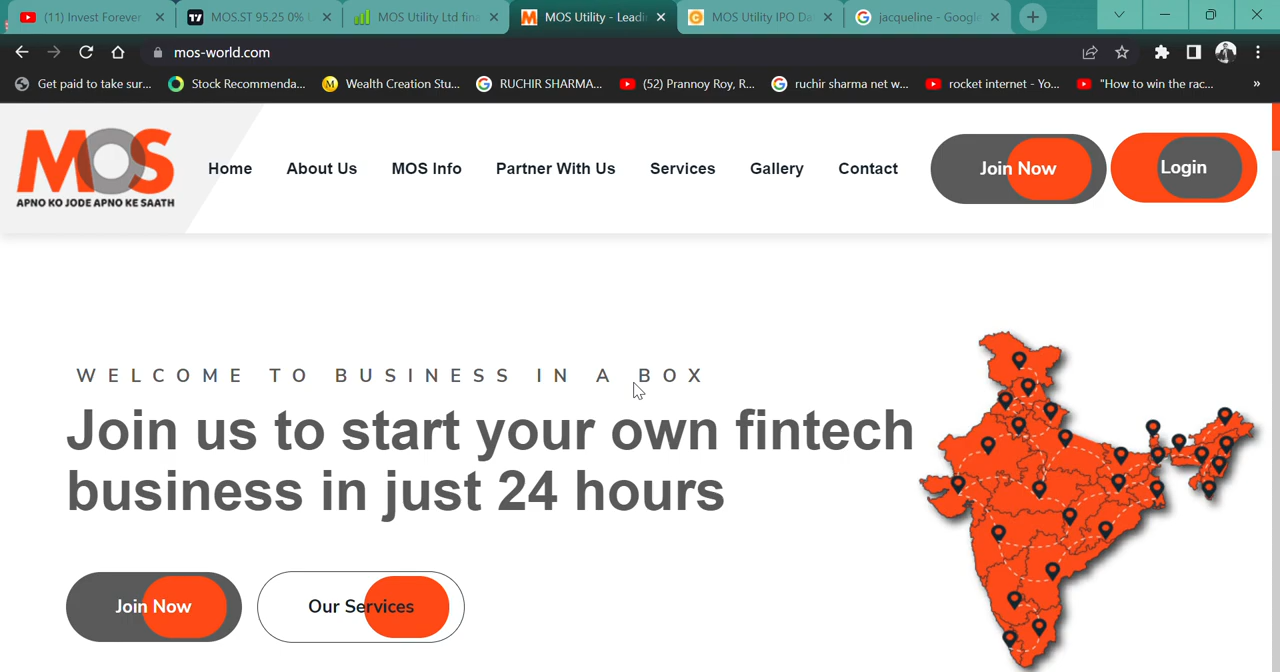 (11) Invest Forever
MOS.ST 95.25 0%
MOS Utility Ltd fina
MOS Utility - Leadi
MOS Utility IPO Da
jacqueline - Google
mos-world.com
Get paid to take sur...
Stock Recommenda...
Wealth Creation Stu...
RUCHIR SHARMA...
(52) Prannoy Roy, R...
ruchir sharma net w...
rocket internet - Yo...
"How to win the rac...
»
MOS
APNO KO JODE APNO KE SAATH
Home
About Us
MOS Info
Partner With Us
Services
Gallery
Contact
Join Now
Login
WELCOME TO BUSINESS IN A BOX
Join us to start your own fintech
business in just 24 hours
Join Now
Our Services